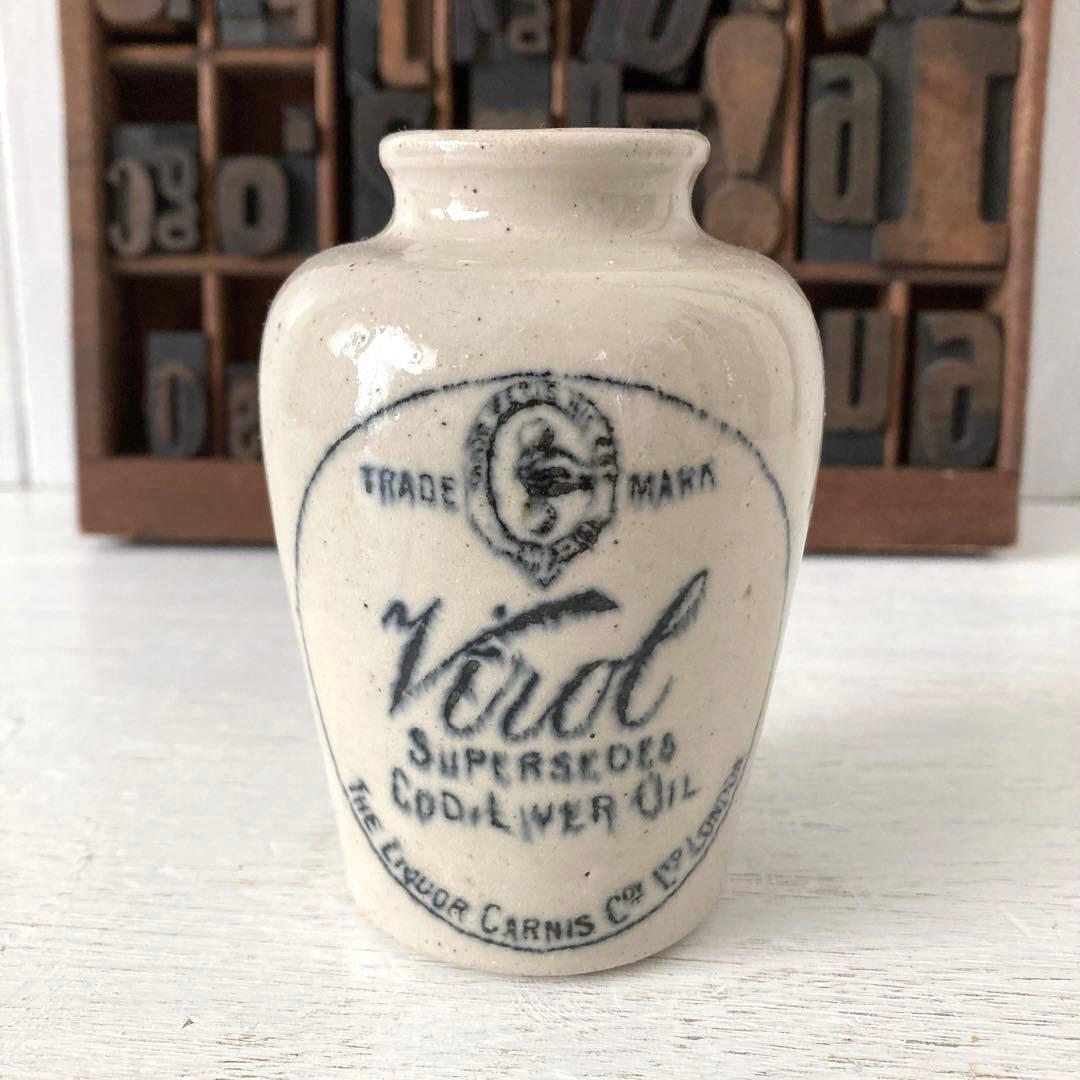 TRADE MARK
Virol
SUPERSEDES
COD LIVER OIL
THE LIQUOR CARNIS COY LTD LONDON